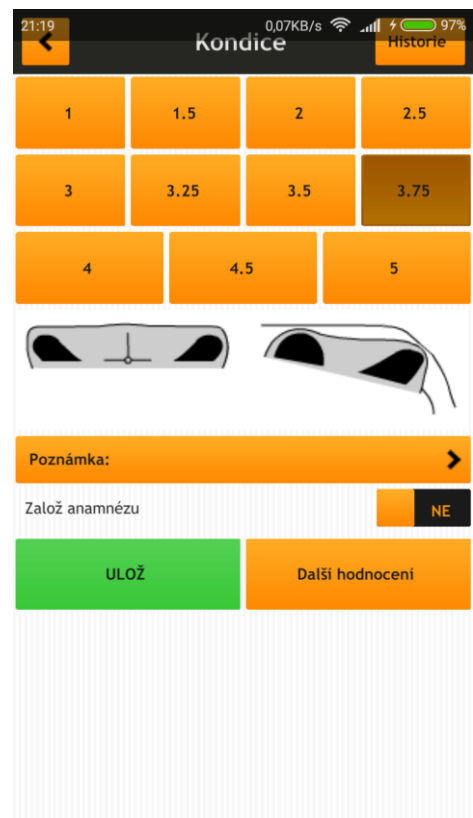 21:19 0,07KB/s 97%
Kondice Historie
1 1.5 2 2.5
3 3.25 3.5 3.75
4 4.5 5
Poznámka:
Založ anamnézu NE
ULOŽ Další hodnocení